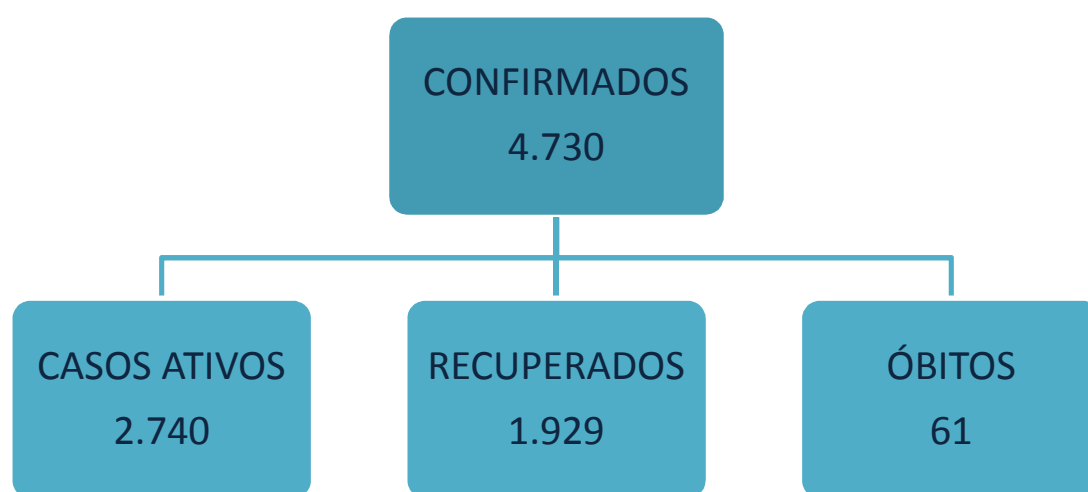 CONFIRMADOS
4.730
CASOS ATIVOS
2.740
RECUPERADOS
1.929
ÓBITOS
61